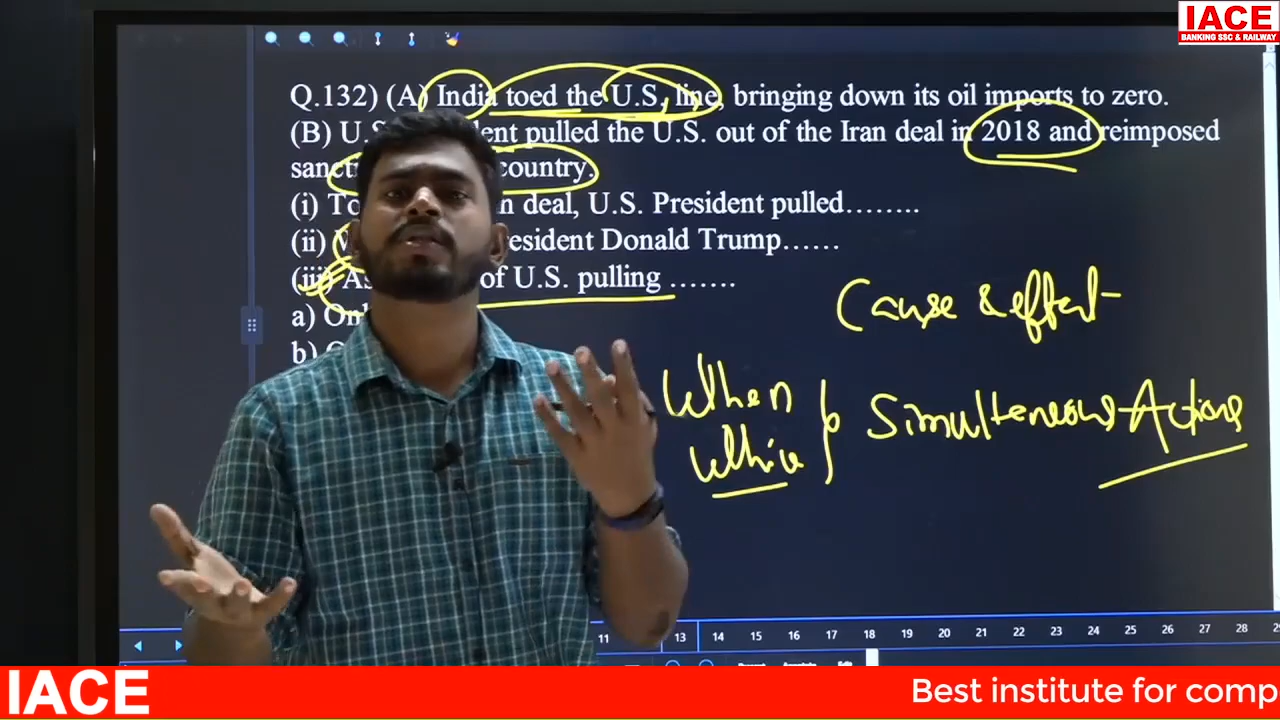 IACE
BANKING SSC & RAILWAY
Q.132) (A) India toed the U.S, line, bringing down its oil imports to zero.
(B) U.S. pulled the U.S. out of the Iran deal in 2018 and reimposed
country.
(i) deal, U.S. President pulled........
(ii) Donald Trump......
(iii) of U.S. pulling .......
a)
b)
Cause & effect
When
While
Simultaneous Actions
11 13 14 15 16 17 18 19 20 21 22 23 24 25 26 27 28
IACE
Best institute for comp